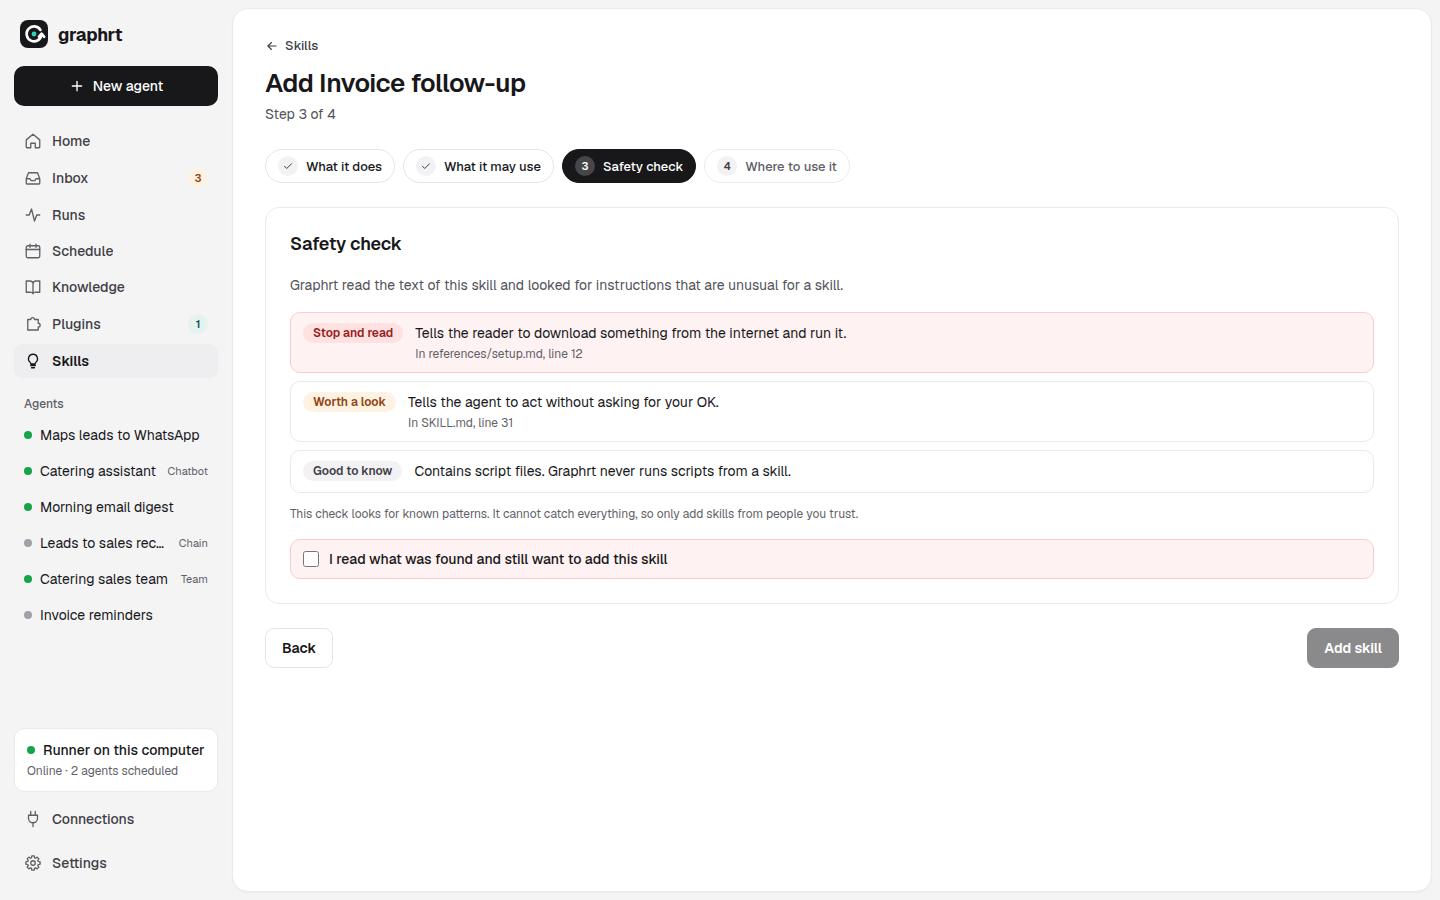 graphrt
New agent
Home
Inbox 3
Runs
Schedule
Knowledge
Plugins 1
Skills
Agents
Maps leads to WhatsApp
Catering assistant Chatbot
Morning email digest
Leads to sales rec... Chain
Catering sales team Team
Invoice reminders
Runner on this computer
Online · 2 agents scheduled
Connections
Settings
Skills
Add Invoice follow-up
Step 3 of 4
What it does
What it may use
3 Safety check
4 Where to use it
Safety check
Graphrt read the text of this skill and looked for instructions that are unusual for a skill.
Stop and read Tells the reader to download something from the internet and run it.
In references/setup.md, line 12
Worth a look Tells the agent to act without asking for your OK.
In SKILL.md, line 31
Good to know Contains script files. Graphrt never runs scripts from a skill.
This check looks for known patterns. It cannot catch everything, so only add skills from people you trust.
I read what was found and still want to add this skill
Back
Add skill